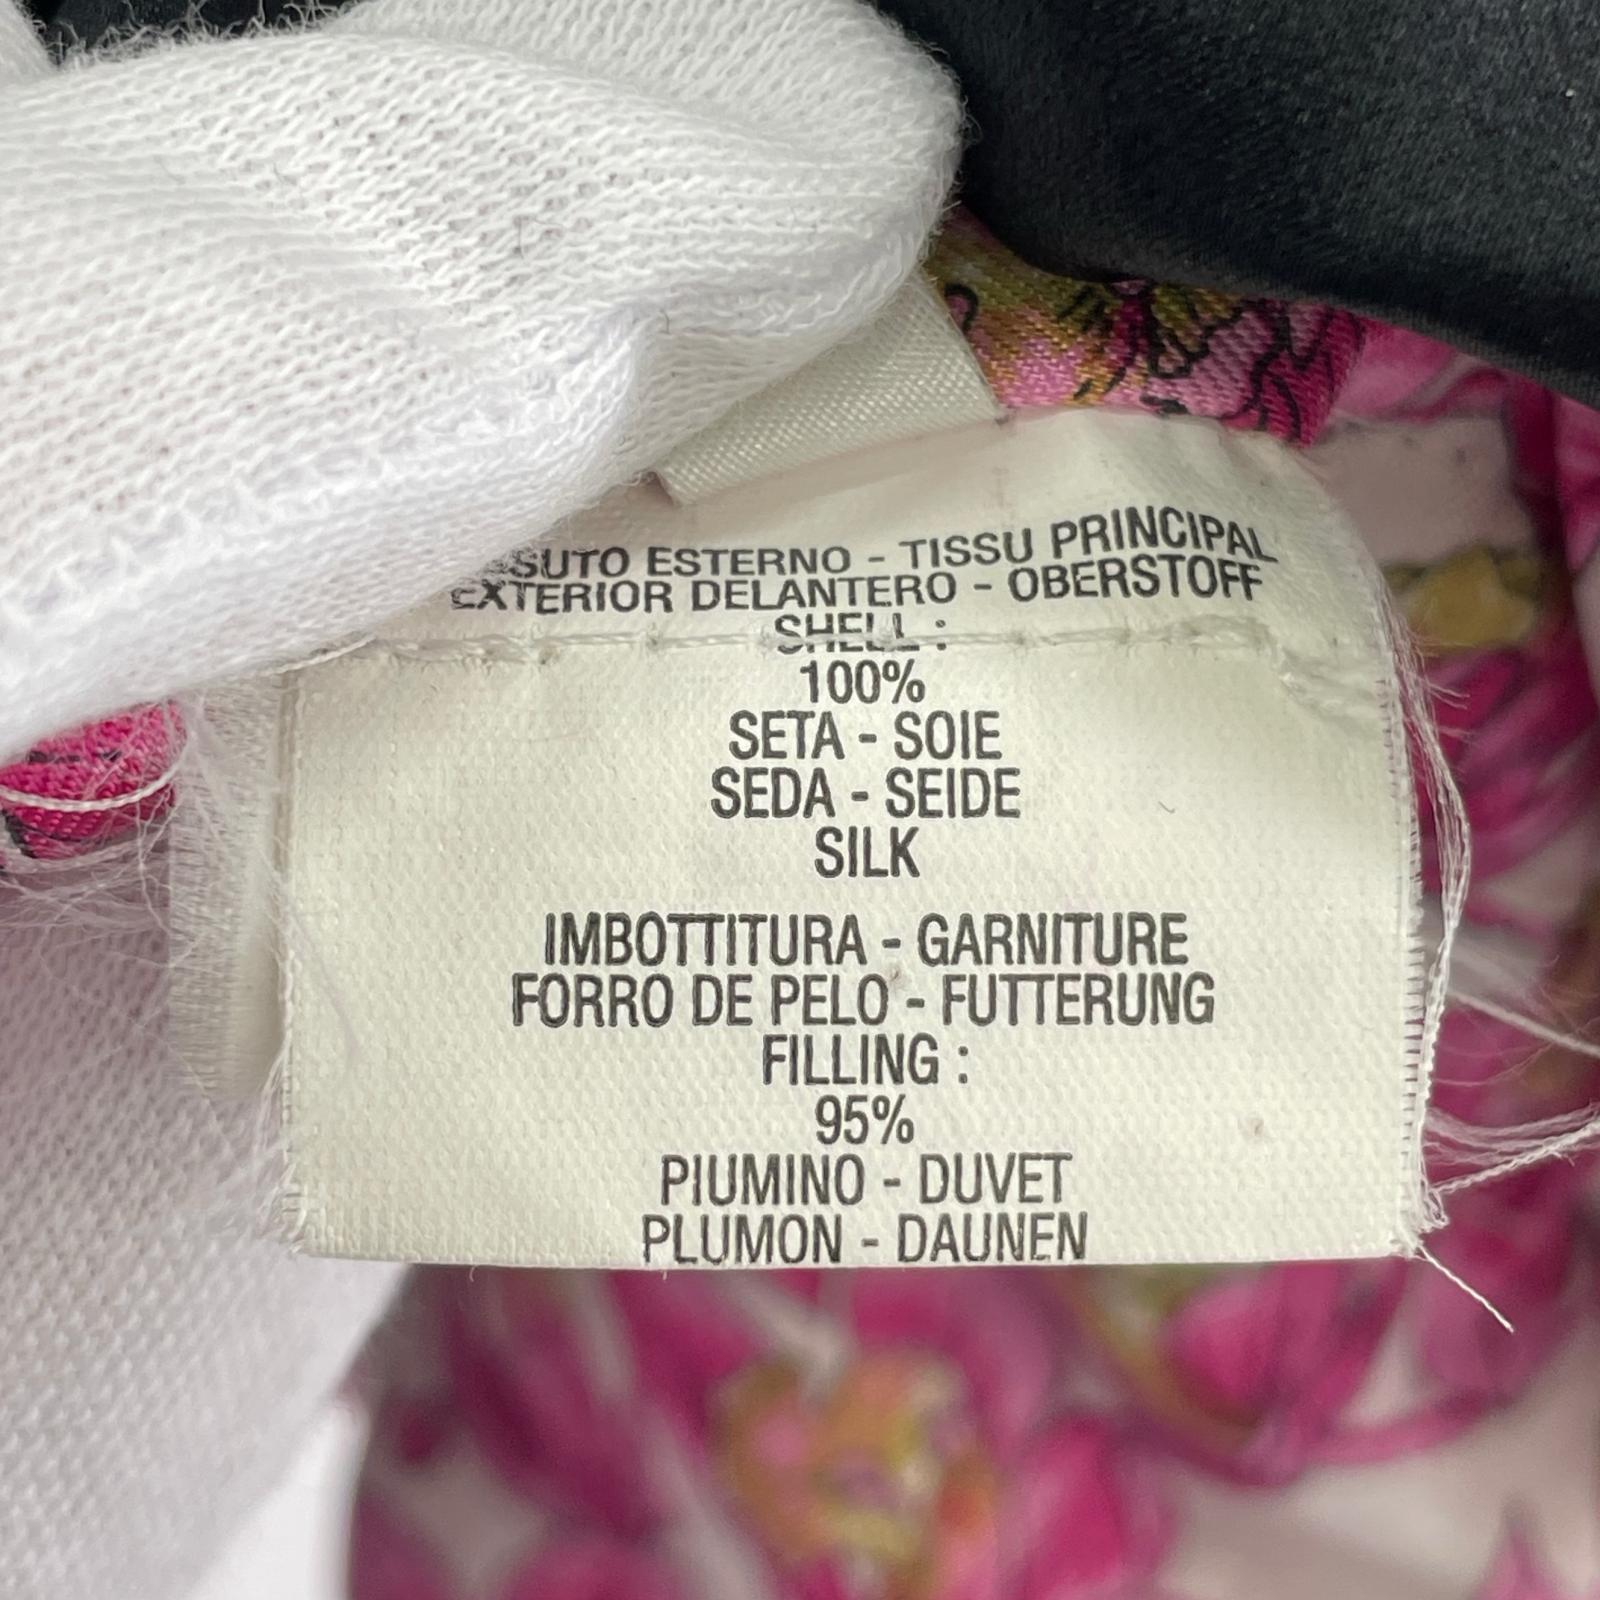 ESTERNO - TISSU PRINCIPAL
EXTERIOR DELANTERO - OBERSTOFF
SHELL :
100%
SETA - SOIE
SEDA - SEIDE
SILK
IMBOTTITURA - GARNITURE
FORRO DE PELO - FUTTERUNG
FILLING :
95%
PIUMINO - DUVET
PLUMON - DAUNEN